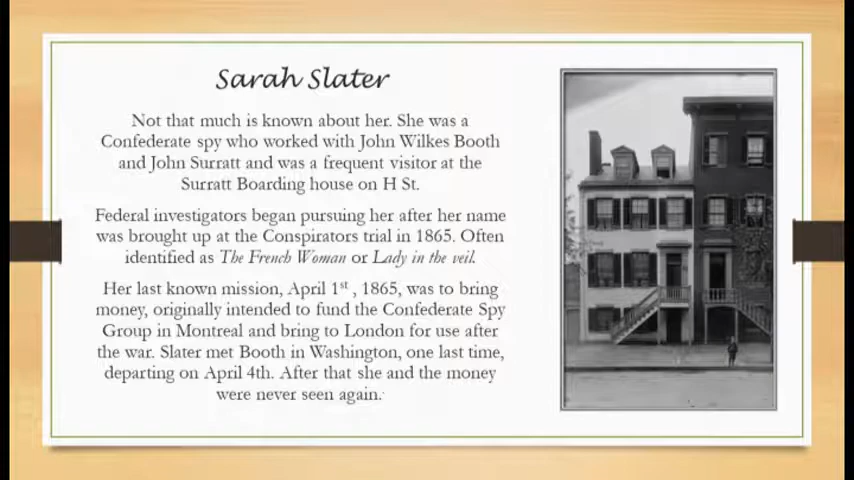 Sarah Slater
Not that much is known about her. She was a
Confederate spy who worked with John Wilkes Booth
and John Surratt and was a frequent visitor at the
Surratt Boarding house on H St.
Federal investigators began pursuing her after her name
was brought up at the Conspirators trial in 1865. Often
identified as The French Woman or Lady in the veil.
Her last known mission, April 1st , 1865, was to bring
money, originally intended to fund the Confederate Spy
Group in Montreal and bring to London for use after
the war. Slater met Booth in Washington, one last time,
departing on April 4th. After that she and the money
were never seen again.